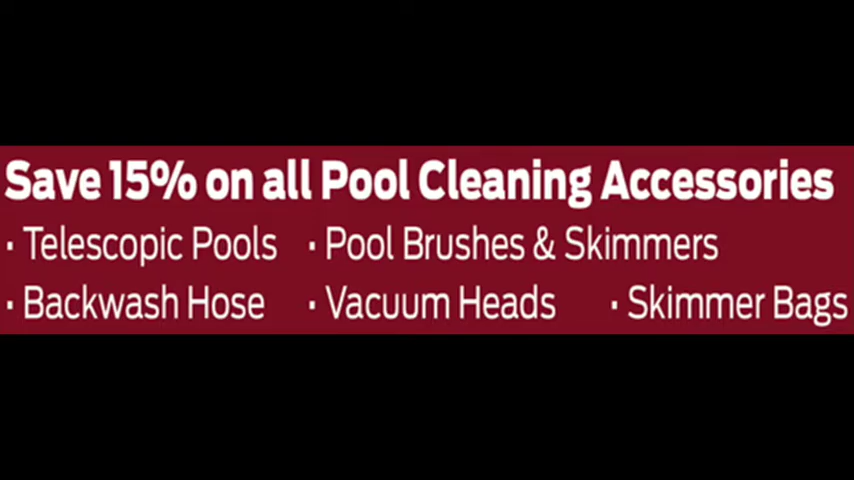 Save 15% on all Pool Cleaning Accessories
· Telescopic Pools · Pool Brushes & Skimmers
· Backwash Hose · Vacuum Heads · Skimmer Bags